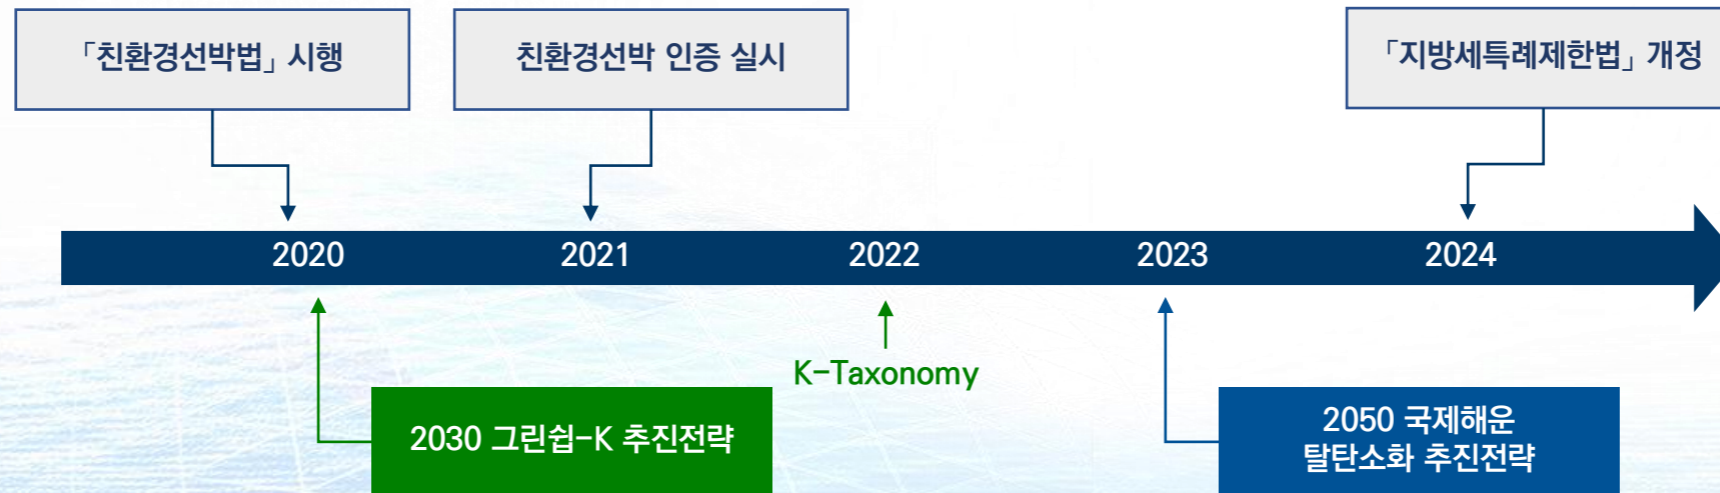 「친환경선박법」 시행
친환경선박 인증 실시
「지방세특례제한법」 개정
2020
2021
2022
2023
2024
K-Taxonomy
2030 그린쉽-K 추진전략
2050 국제해운
탈탄소화 추진전략